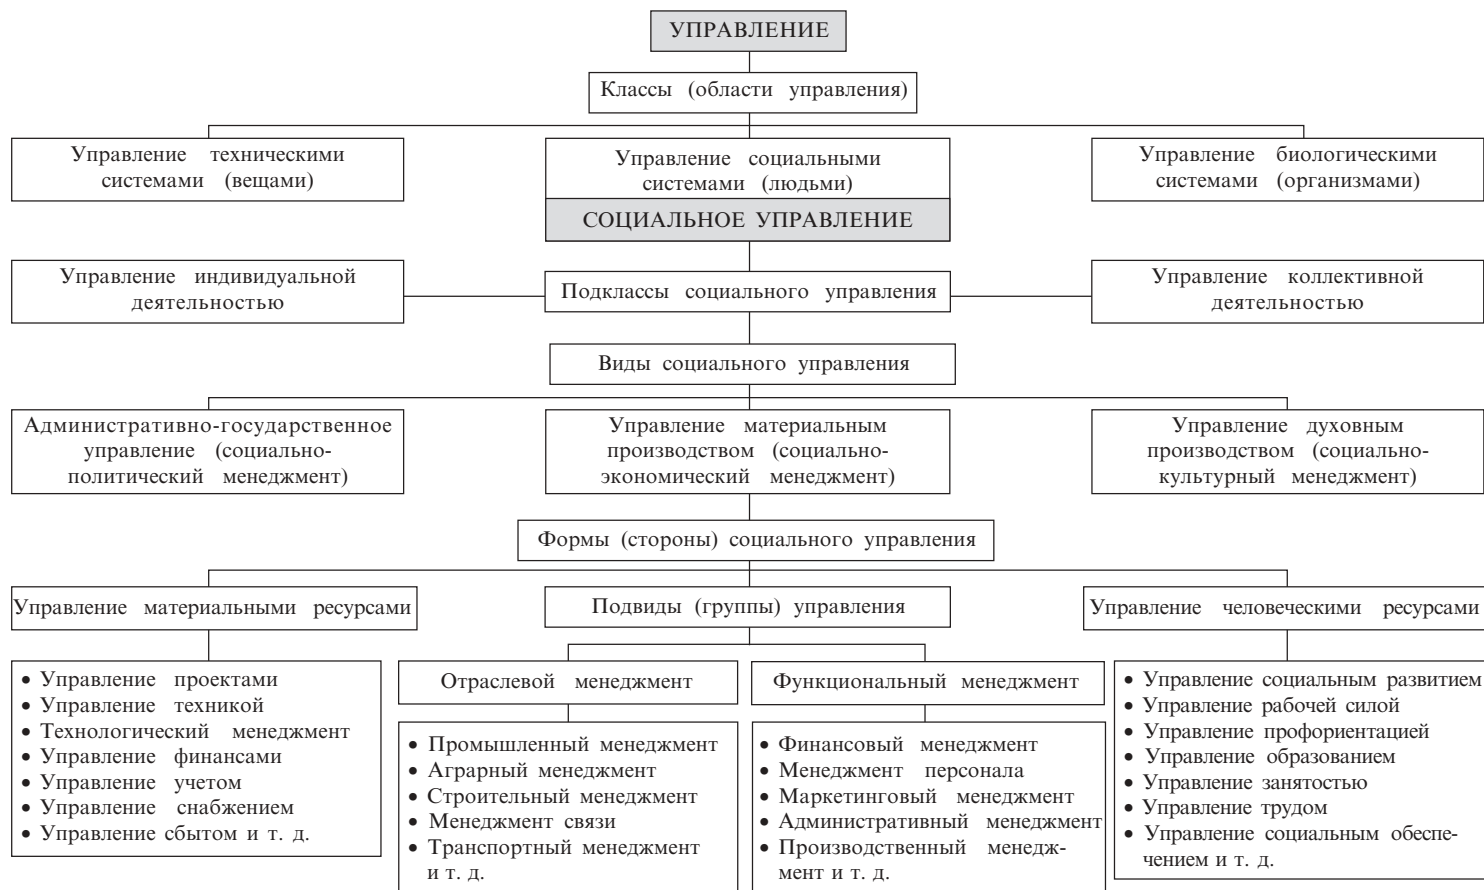 УПРАВЛЕНИЕ
Классы (области управления)
Управление техническими
системами (вещами)
Управление социальными
системами (людьми)
Управление биологическими
системами (организмами)
СОЦИАЛЬНОЕ УПРАВЛЕНИЕ
Управление индивидуальной
деятельностью
Подклассы социального управления
Управление коллективной
деятельностью
Виды социального управления
Административно-государственное
управление (социально-
политический менеджмент)
Управление материальным
производством (социально-
экономический менеджмент)
Управление духовным
производством (социально-
культурный менеджмент)
Формы (стороны) социального управления
Управление материальными ресурсами
Подвиды (группы) управления
Управление человеческими ресурсами
• Управление проектами
• Управление техникой
• Технологический менеджмент
• Управление финансами
• Управление учетом
• Управление снабжением
• Управление сбытом и т. д.
Отраслевой менеджмент
• Промышленный менеджмент
• Аграрный менеджмент
• Строительный менеджмент
• Менеджмент связи
• Транспортный менеджмент
и т. д.
Функциональный менеджмент
• Финансовый менеджмент
• Менеджмент персонала
• Маркетинговый менеджмент
• Административный менеджмент
• Производственный менедж-
мент и т. д.
• Управление социальным развитием
• Управление рабочей силой
• Управление профориентацией
• Управление образованием
• Управление занятостью
• Управление трудом
• Управление социальным обеспе-
чением и т. д.